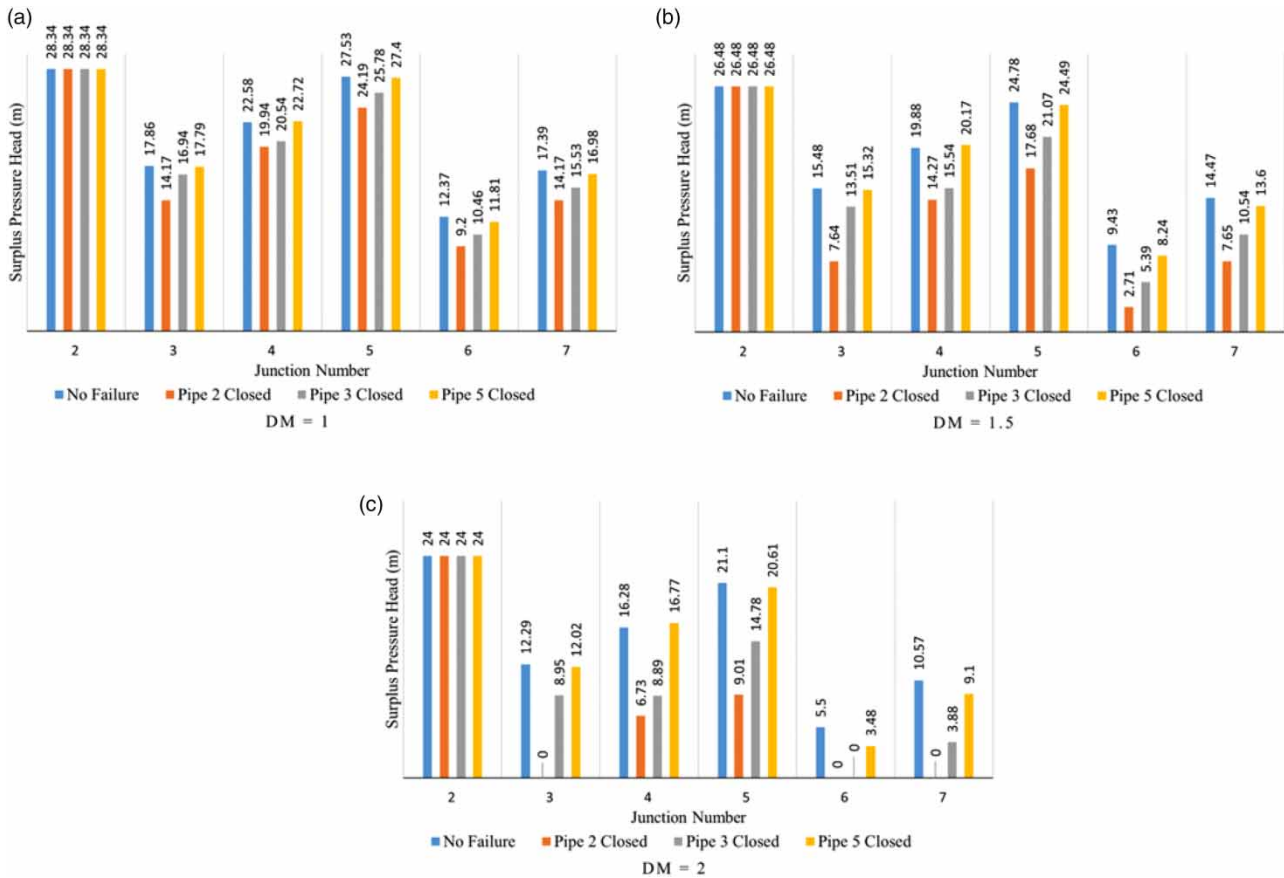 (a)
Surplus Pressure Head (m)
28.34 28.34 28.34 28.34
17.86 14.17 16.94 17.79
22.58 19.94 20.54 22.72
27.53 24.19 25.78 27.4
12.37 9.2 10.46 11.81
17.39 14.17 15.53 16.98
2 3 4 5 6 7
Junction Number
No Failure Pipe 2 Closed Pipe 3 Closed Pipe 5 Closed
DM = 1
(b)
Surplus Pressure Head (m)
26.48 26.48 26.48 26.48
15.48 7.64 13.51 15.32
19.88 14.27 15.54 20.17
24.78 17.68 21.07 24.49
9.43 2.71 5.39 8.24
14.47 7.65 10.54 13.6
2 3 4 5 6 7
Junction Number
No Failure Pipe 2 Closed Pipe 3 Closed Pipe 5 Closed
DM = 1.5
(c)
Surplus Pressure Head (m)
24 24 24 24
12.29 0 8.95 12.02
16.28 6.73 8.89 16.77
21.1 9.01 14.78 20.61
5.5 0 0 3.48
10.57 0 3.88 9.1
2 3 4 5 6 7
Junction Number
No Failure Pipe 2 Closed Pipe 3 Closed Pipe 5 Closed
DM = 2